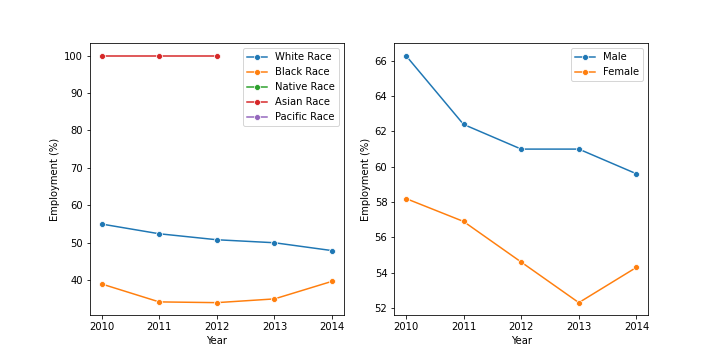 Employment (%)
100
90
80
70
60
50
40
2010 2011 2012 2013 2014
Year
White Race
Black Race
Native Race
Asian Race
Pacific Race
Employment (%)
66
64
62
60
58
56
54
52
2010 2011 2012 2013 2014
Year
Male
Female